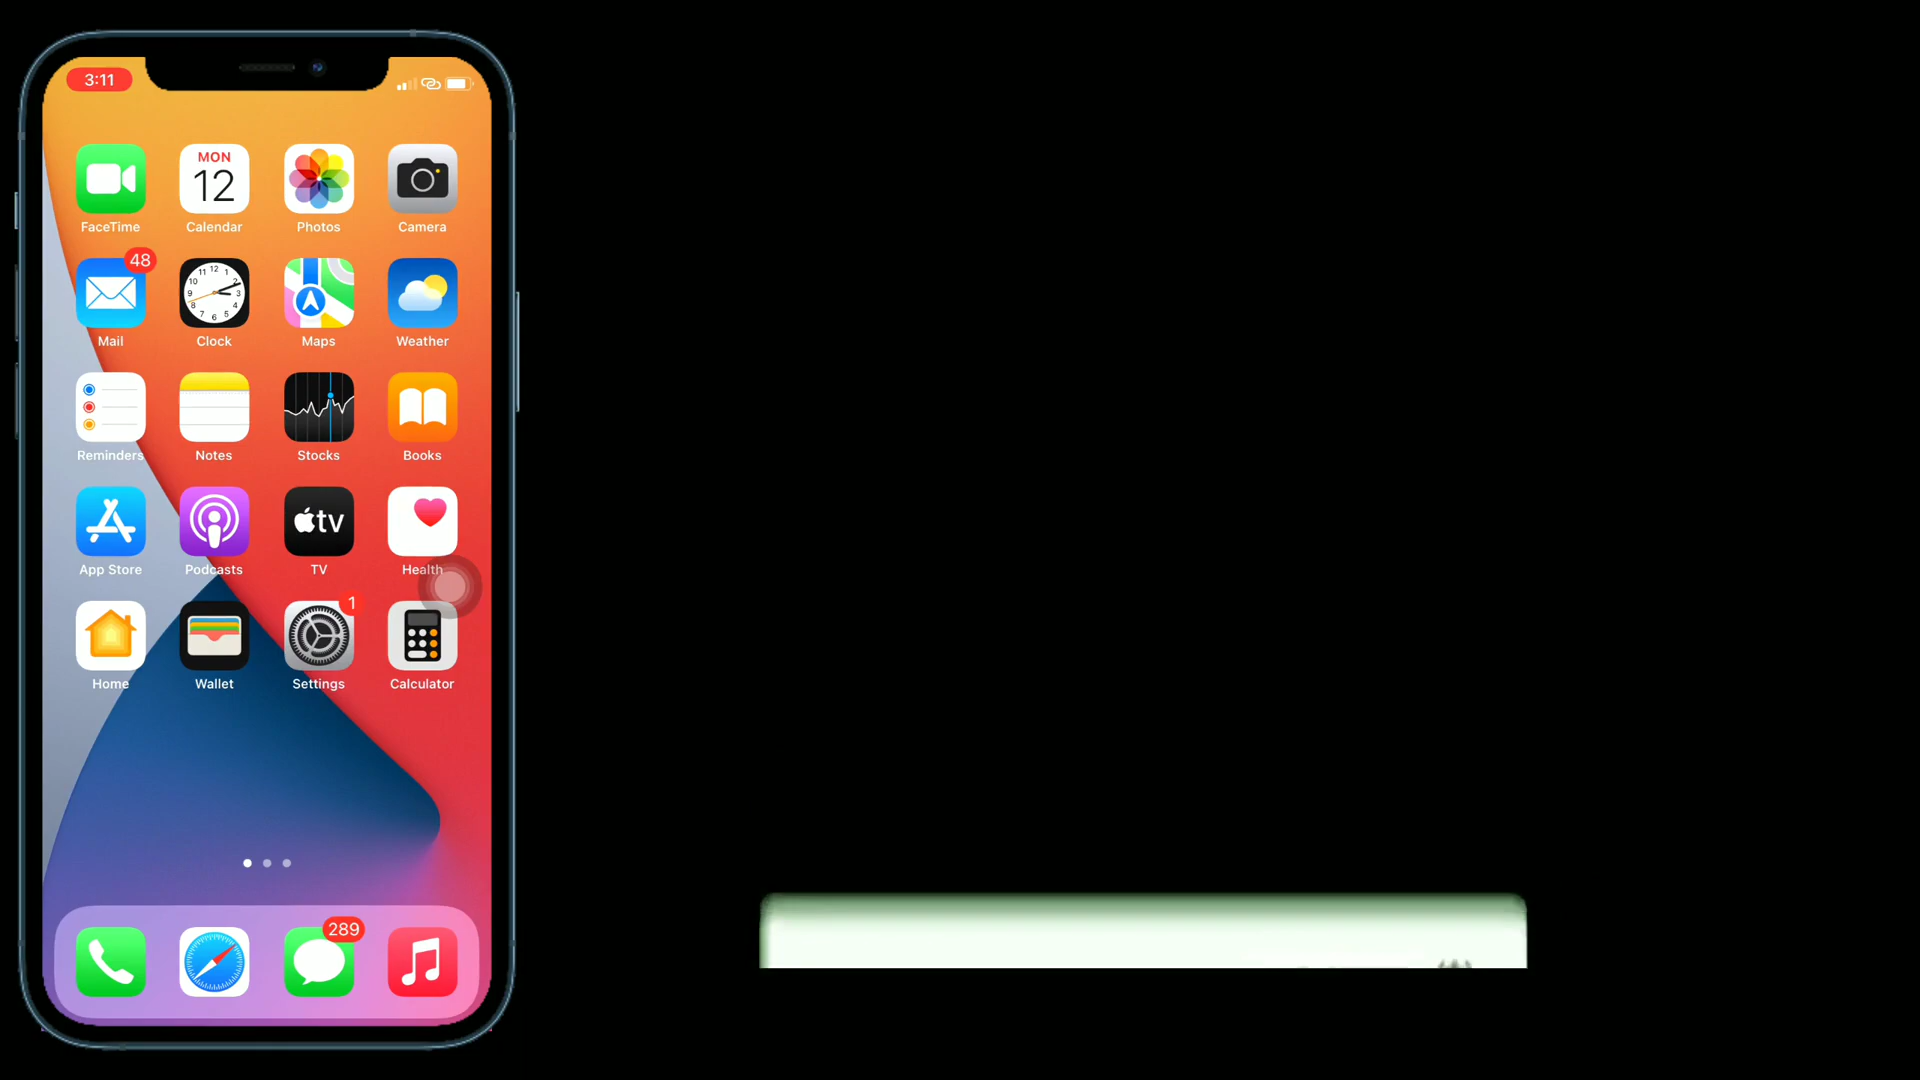 3:11
MON
12
FaceTime Calendar Photos Camera
48
Mail Clock Maps Weather
Reminders Notes Stocks Books
tv
App Store Podcasts TV Health
1
Home Wallet Settings Calculator
289